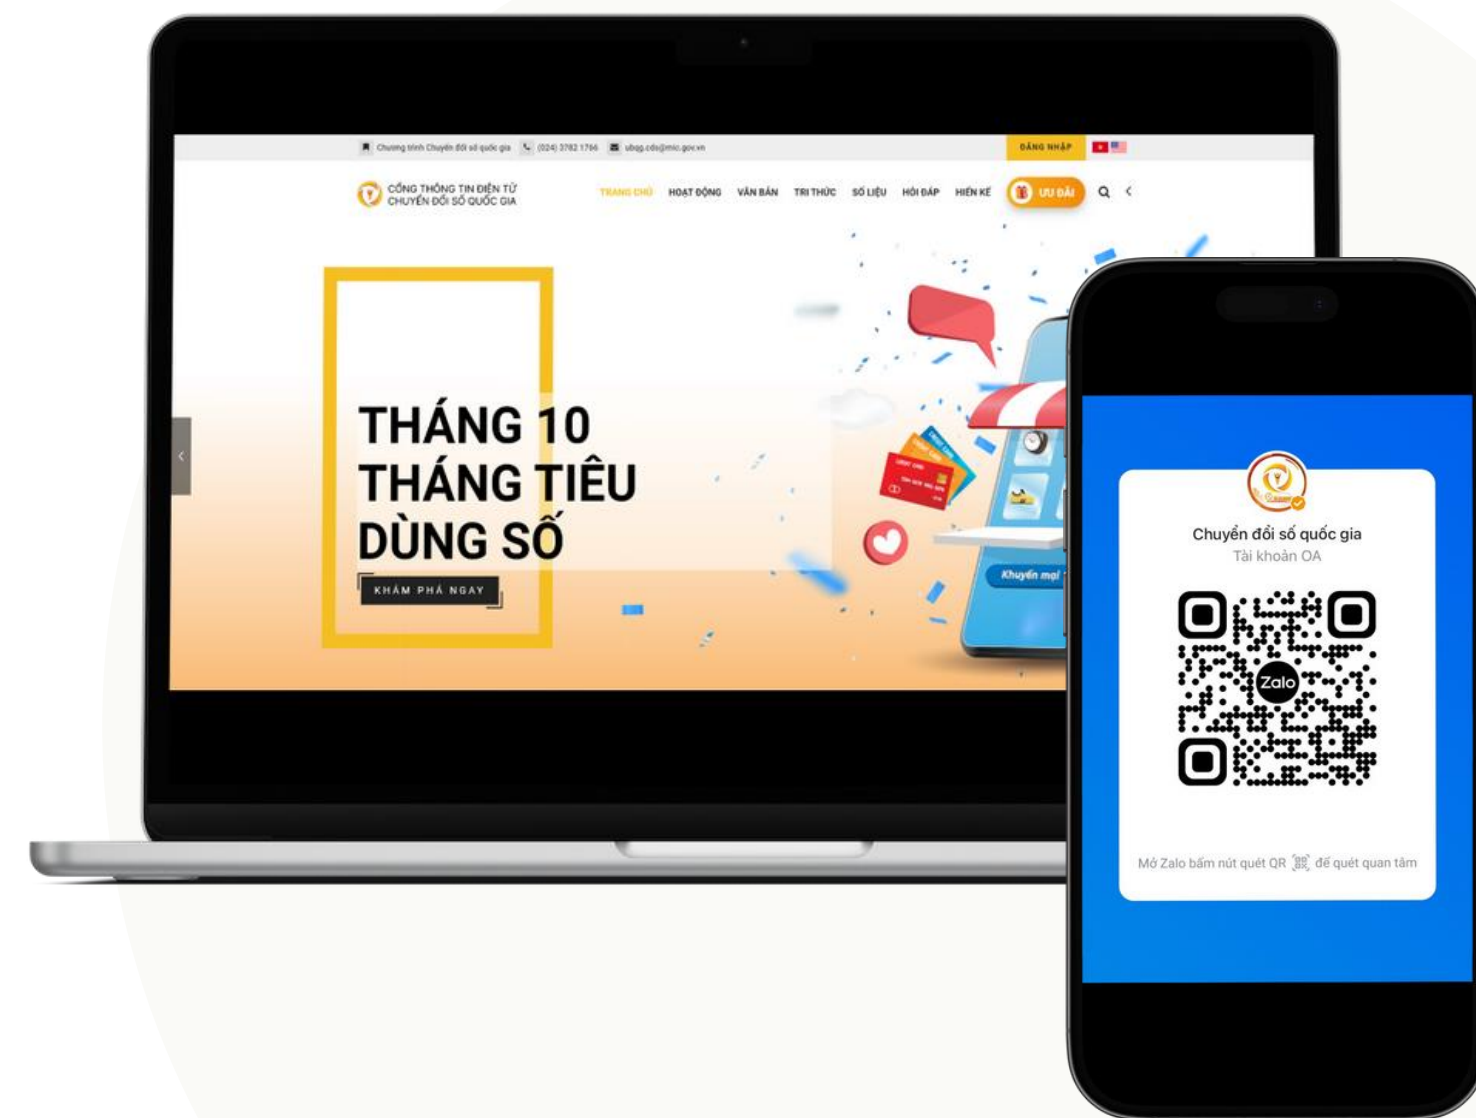 Chương trình Chuyển đổi số quốc gia (024) 3782 1766 ubqg.cds@mic.gov.vn ĐĂNG NHẬP
CỔNG THÔNG TIN ĐIỆN TỬ
CHUYỂN ĐỔI SỐ QUỐC GIA
TRANG CHỦ HOẠT ĐỘNG VĂN BẢN TRI THỨC SỐ LIỆU HỎI ĐÁP HIẾN KẾ ƯU ĐÃI
THÁNG 10
THÁNG TIÊU
DÙNG SỐ
KHÁM PHÁ NGAY
CREDIT CARD
Khuyến mại
Chuyển đổi số quốc gia
Tài khoản OA
Zalo
Mở Zalo bấm nút quét QR để quét quan tâm